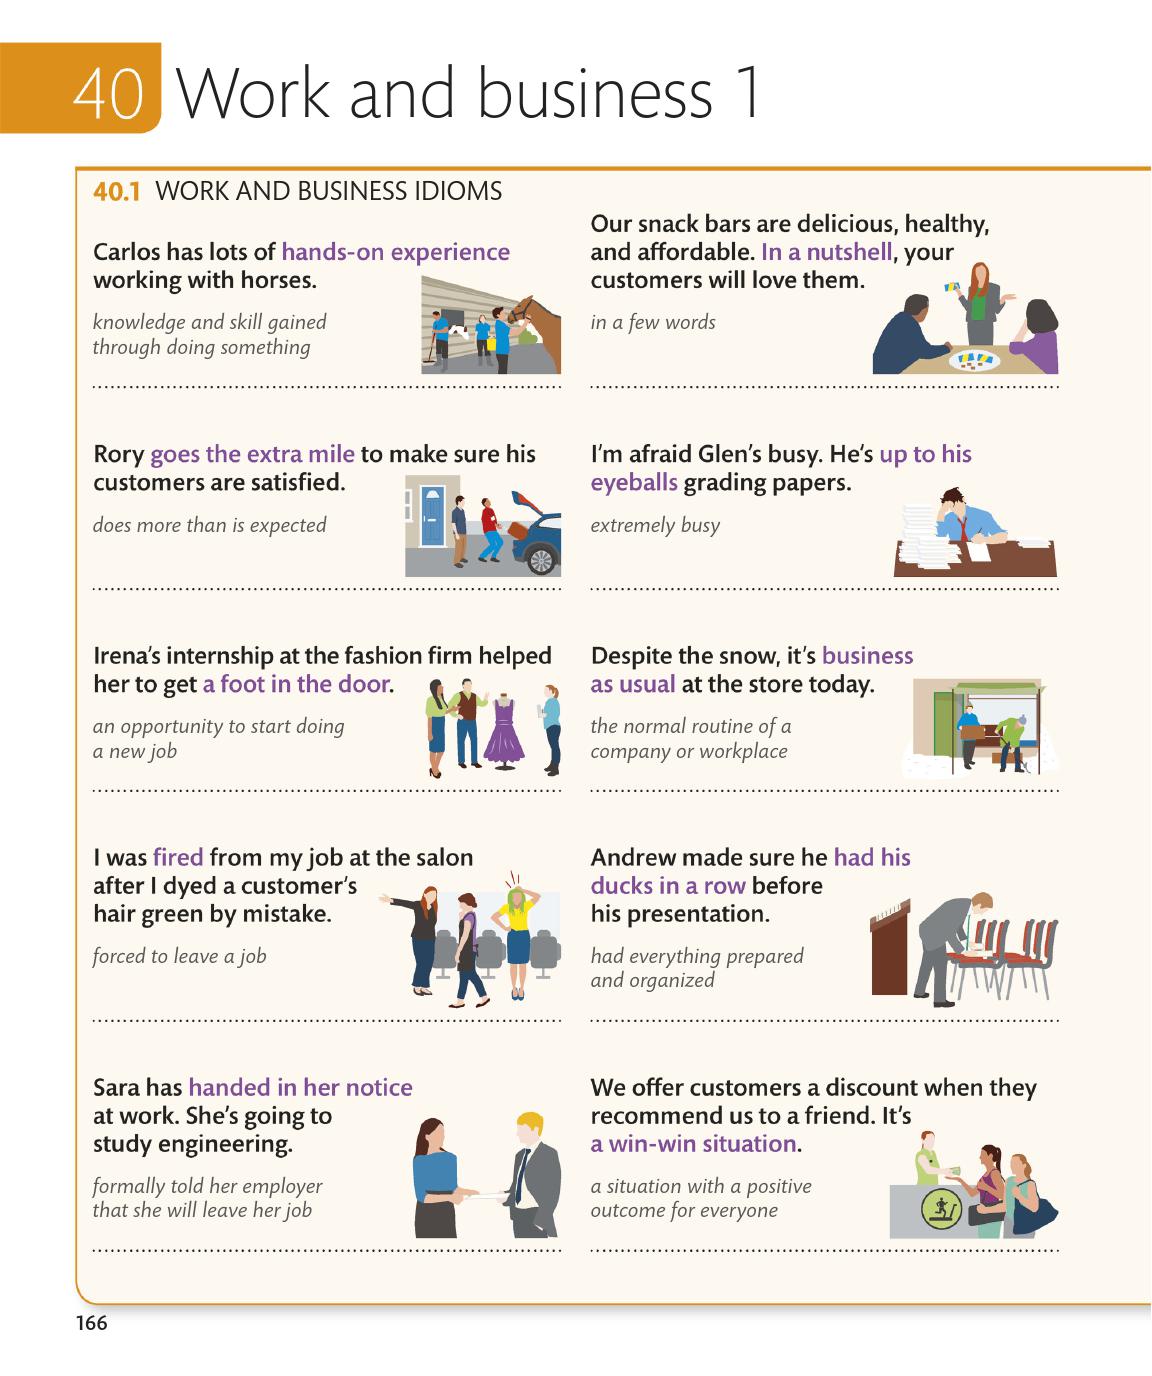 40 Work and business 1
40.1 WORK AND BUSINESS IDIOMS
Carlos has lots of hands-on experience
working with horses.
knowledge and skill gained
through doing something
Rory goes the extra mile to make sure his
customers are satisfied.
does more than is expected
Irena's internship at the fashion firm helped
her to get a foot in the door.
an opportunity to start doing
a new job
I was fired from my job at the salon
after I dyed a customer's
hair green by mistake.
forced to leave a job
Sara has handed in her notice
at work. She's going to
study engineering.
formally told her employer
that she will leave her job
Our snack bars are delicious, healthy,
and affordable. In a nutshell, your
customers will love them.
in a few words
I'm afraid Glen's busy. He's up to his
eyeballs grading papers.
extremely busy
Despite the snow, it's business
as usual at the store today.
the normal routine of a
company or workplace
Andrew made sure he had his
ducks in a row before
his presentation.
had everything prepared
and organized
We offer customers a discount when they
recommend us to a friend. It's
a win-win situation.
a situation with a positive
outcome for everyone
166